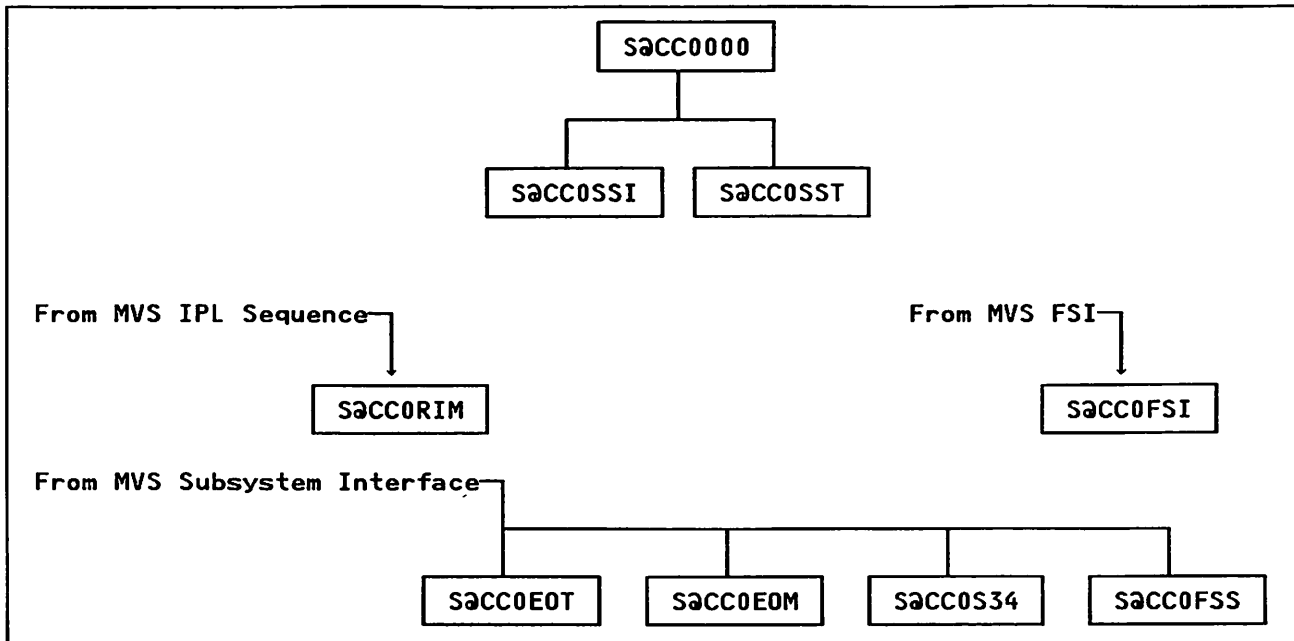 S@CC0000
S@CC0SSI S@CC0SST
From MVS IPL Sequence From MVS FSI
S@CC0RIM S@CC0FSI
From MVS Subsystem Interface
S@CC0EOT S@CC0EOM S@CC0S34 S@CC0FSS